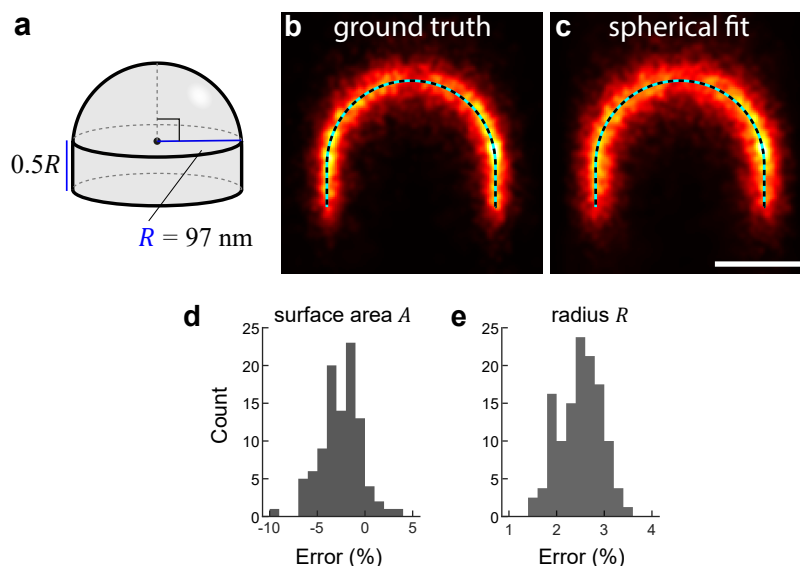 a
0.5R
R = 97 nm
b ground truth
c spherical fit
d surface area A
25
20
15
10
5
0
Count
-10 -5 0 5
Error (%)
e radius R
25
20
15
10
5
0
1 2 3 4
Error (%)